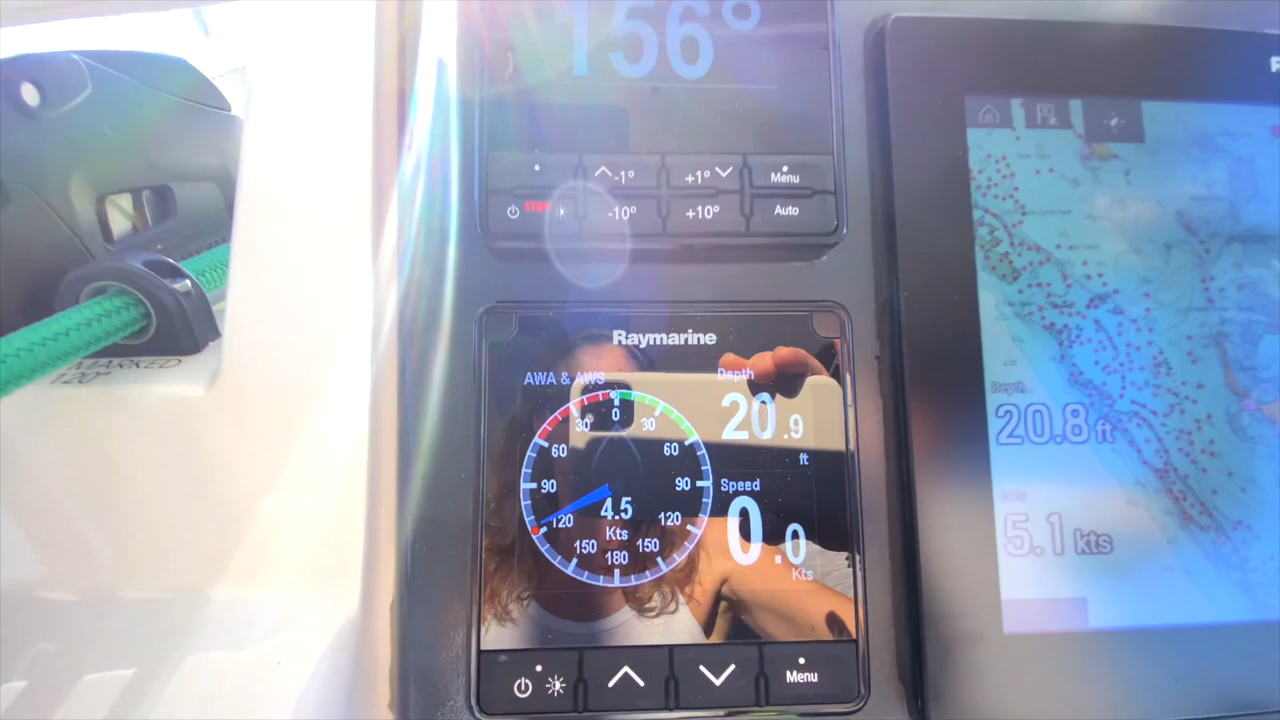 156°
-1° +1° Menu
STBY -10° +10° Auto
MARKED
120°
Raymarine
AWA & AWS
0
30 30
60 60
90 90
120 120
150 150
180
4.5
Kts
Depth
20.9
ft
Speed
0.0
Kts
Menu
Depth
20.8 ft
5.1 kts